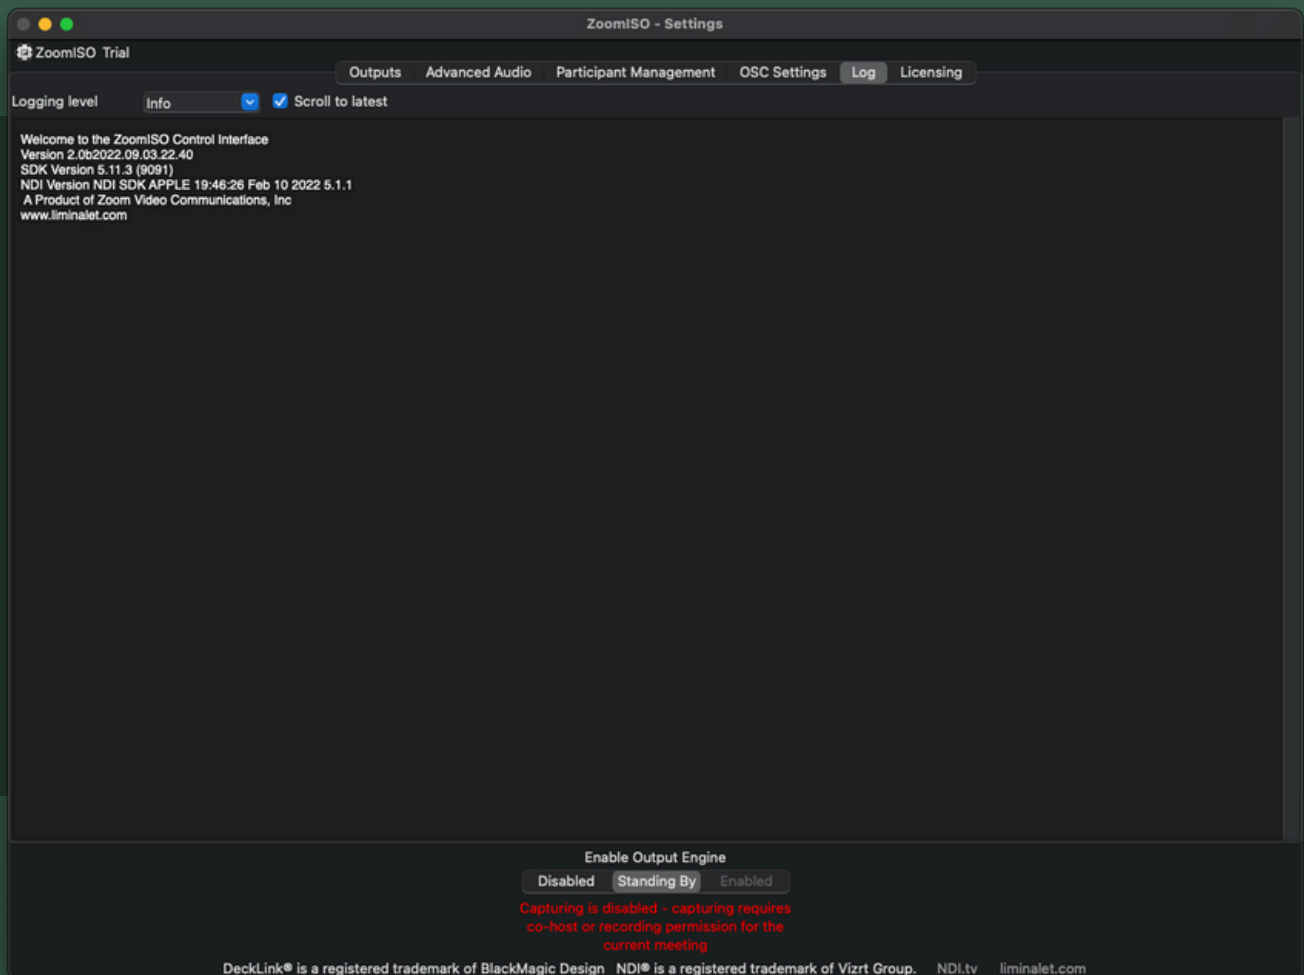 ZoomISO - Settings
ZoomISO Trial
Outputs Advanced Audio Participant Management OSC Settings Log Licensing
Logging level Info Scroll to latest
Welcome to the ZoomISO Control Interface
Version 2.0b2022.09.03.22.40
SDK Version 5.11.3 (9091)
NDI Version NDI SDK APPLE 19:46:26 Feb 10 2022 5.1.1
A Product of Zoom Video Communications, Inc
www.liminalet.com
Enable Output Engine
Disabled Standing By Enabled
Capturing is disabled - capturing requires
co-host or recording permission for the
current meeting
DeckLink® is a registered trademark of BlackMagic Design NDI® is a registered trademark of Vizrt Group. NDI.tv liminalet.com